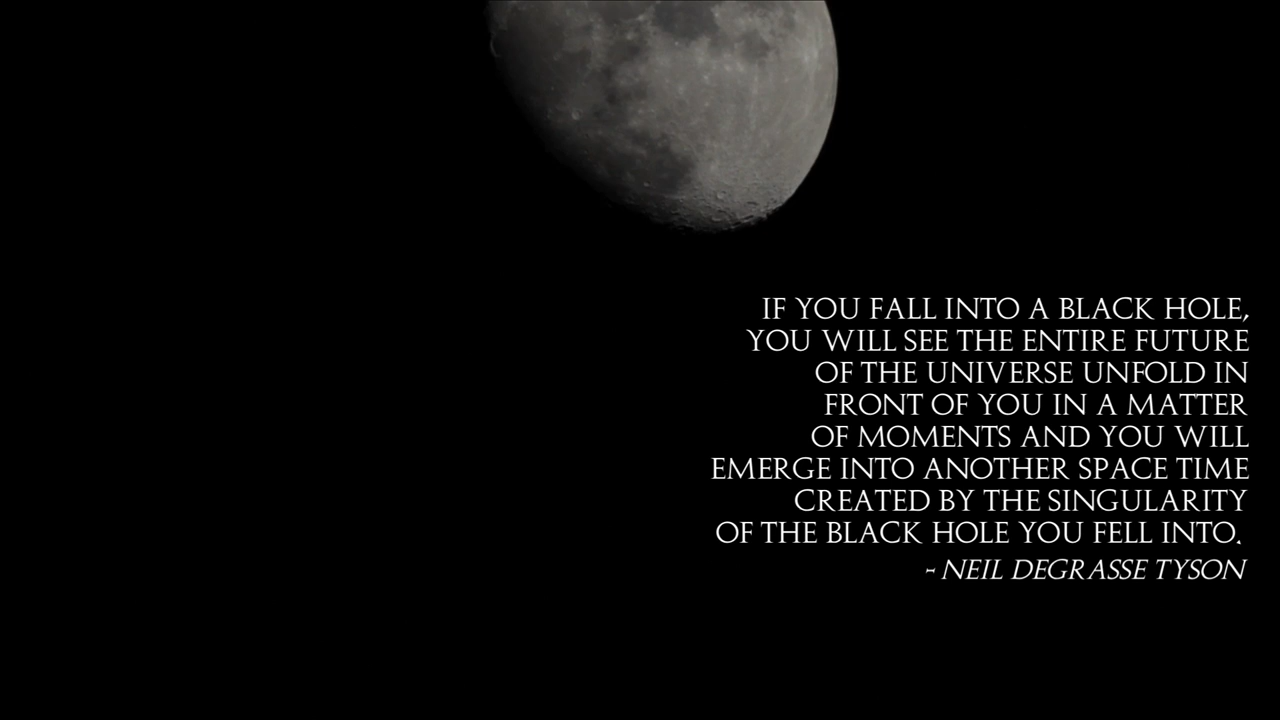 IF YOU FALL INTO A BLACK HOLE,
YOU WILL SEE THE ENTIRE FUTURE
OF THE UNIVERSE UNFOLD IN
FRONT OF YOU IN A MATTER
OF MOMENTS AND YOU WILL
EMERGE INTO ANOTHER SPACE TIME
CREATED BY THE SINGULARITY
OF THE BLACK HOLE YOU FELL INTO.
- NEIL DEGRASSE TYSON